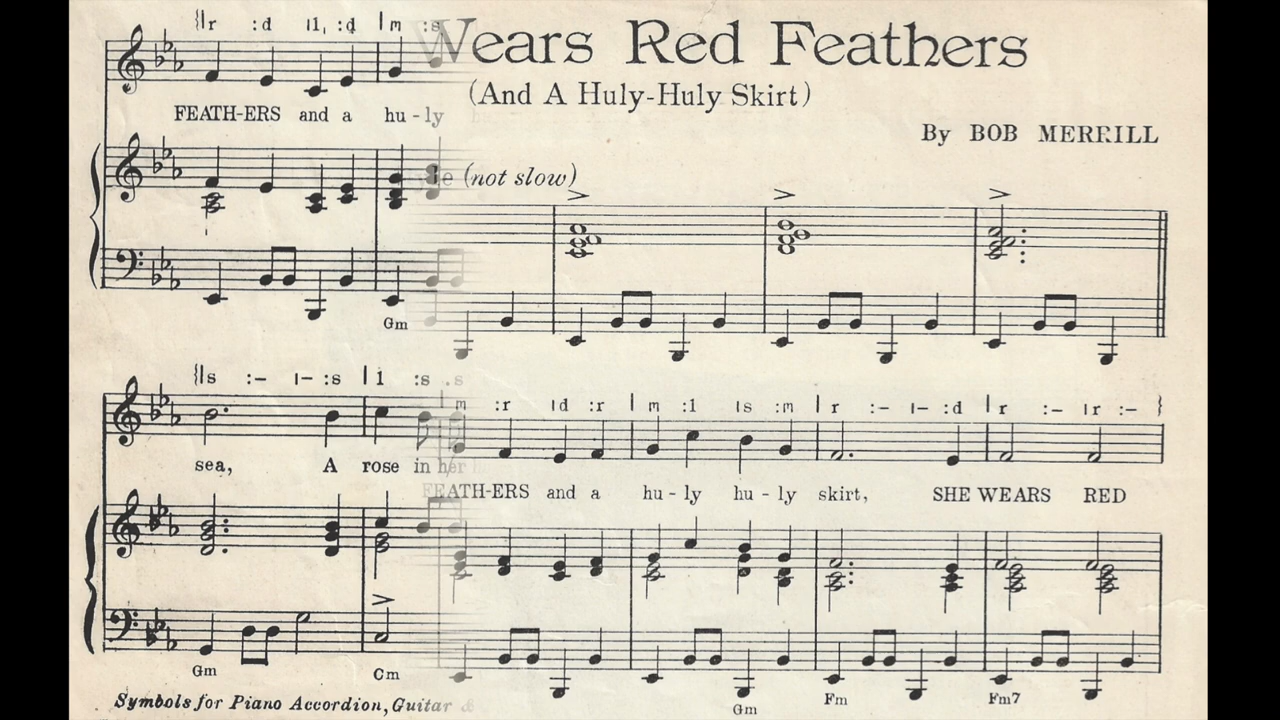 {|r :d |l, :d |m :s
Wears Red Feathers
(And A Huly-Huly Skirt)
FEATH-ERS and a hu - ly
By BOB MERRILL
(not slow)
Gm
{|s :– |– :s |l :s .s
m :r |d :r | m :l |s :m | r :– |– :d | r :– |r :– }
sea, A rose in her
FEATH-ERS and a hu - ly hu - ly skirt, SHE WEARS RED
Gm Cm
Gm Fm Fm7
Symbols for Piano Accordion, Guitar &